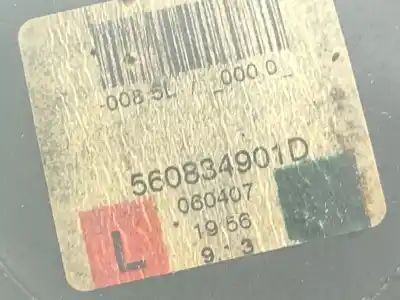 -008.5L / _000 0_
560834901D
060407
19 56
L
9 · 3